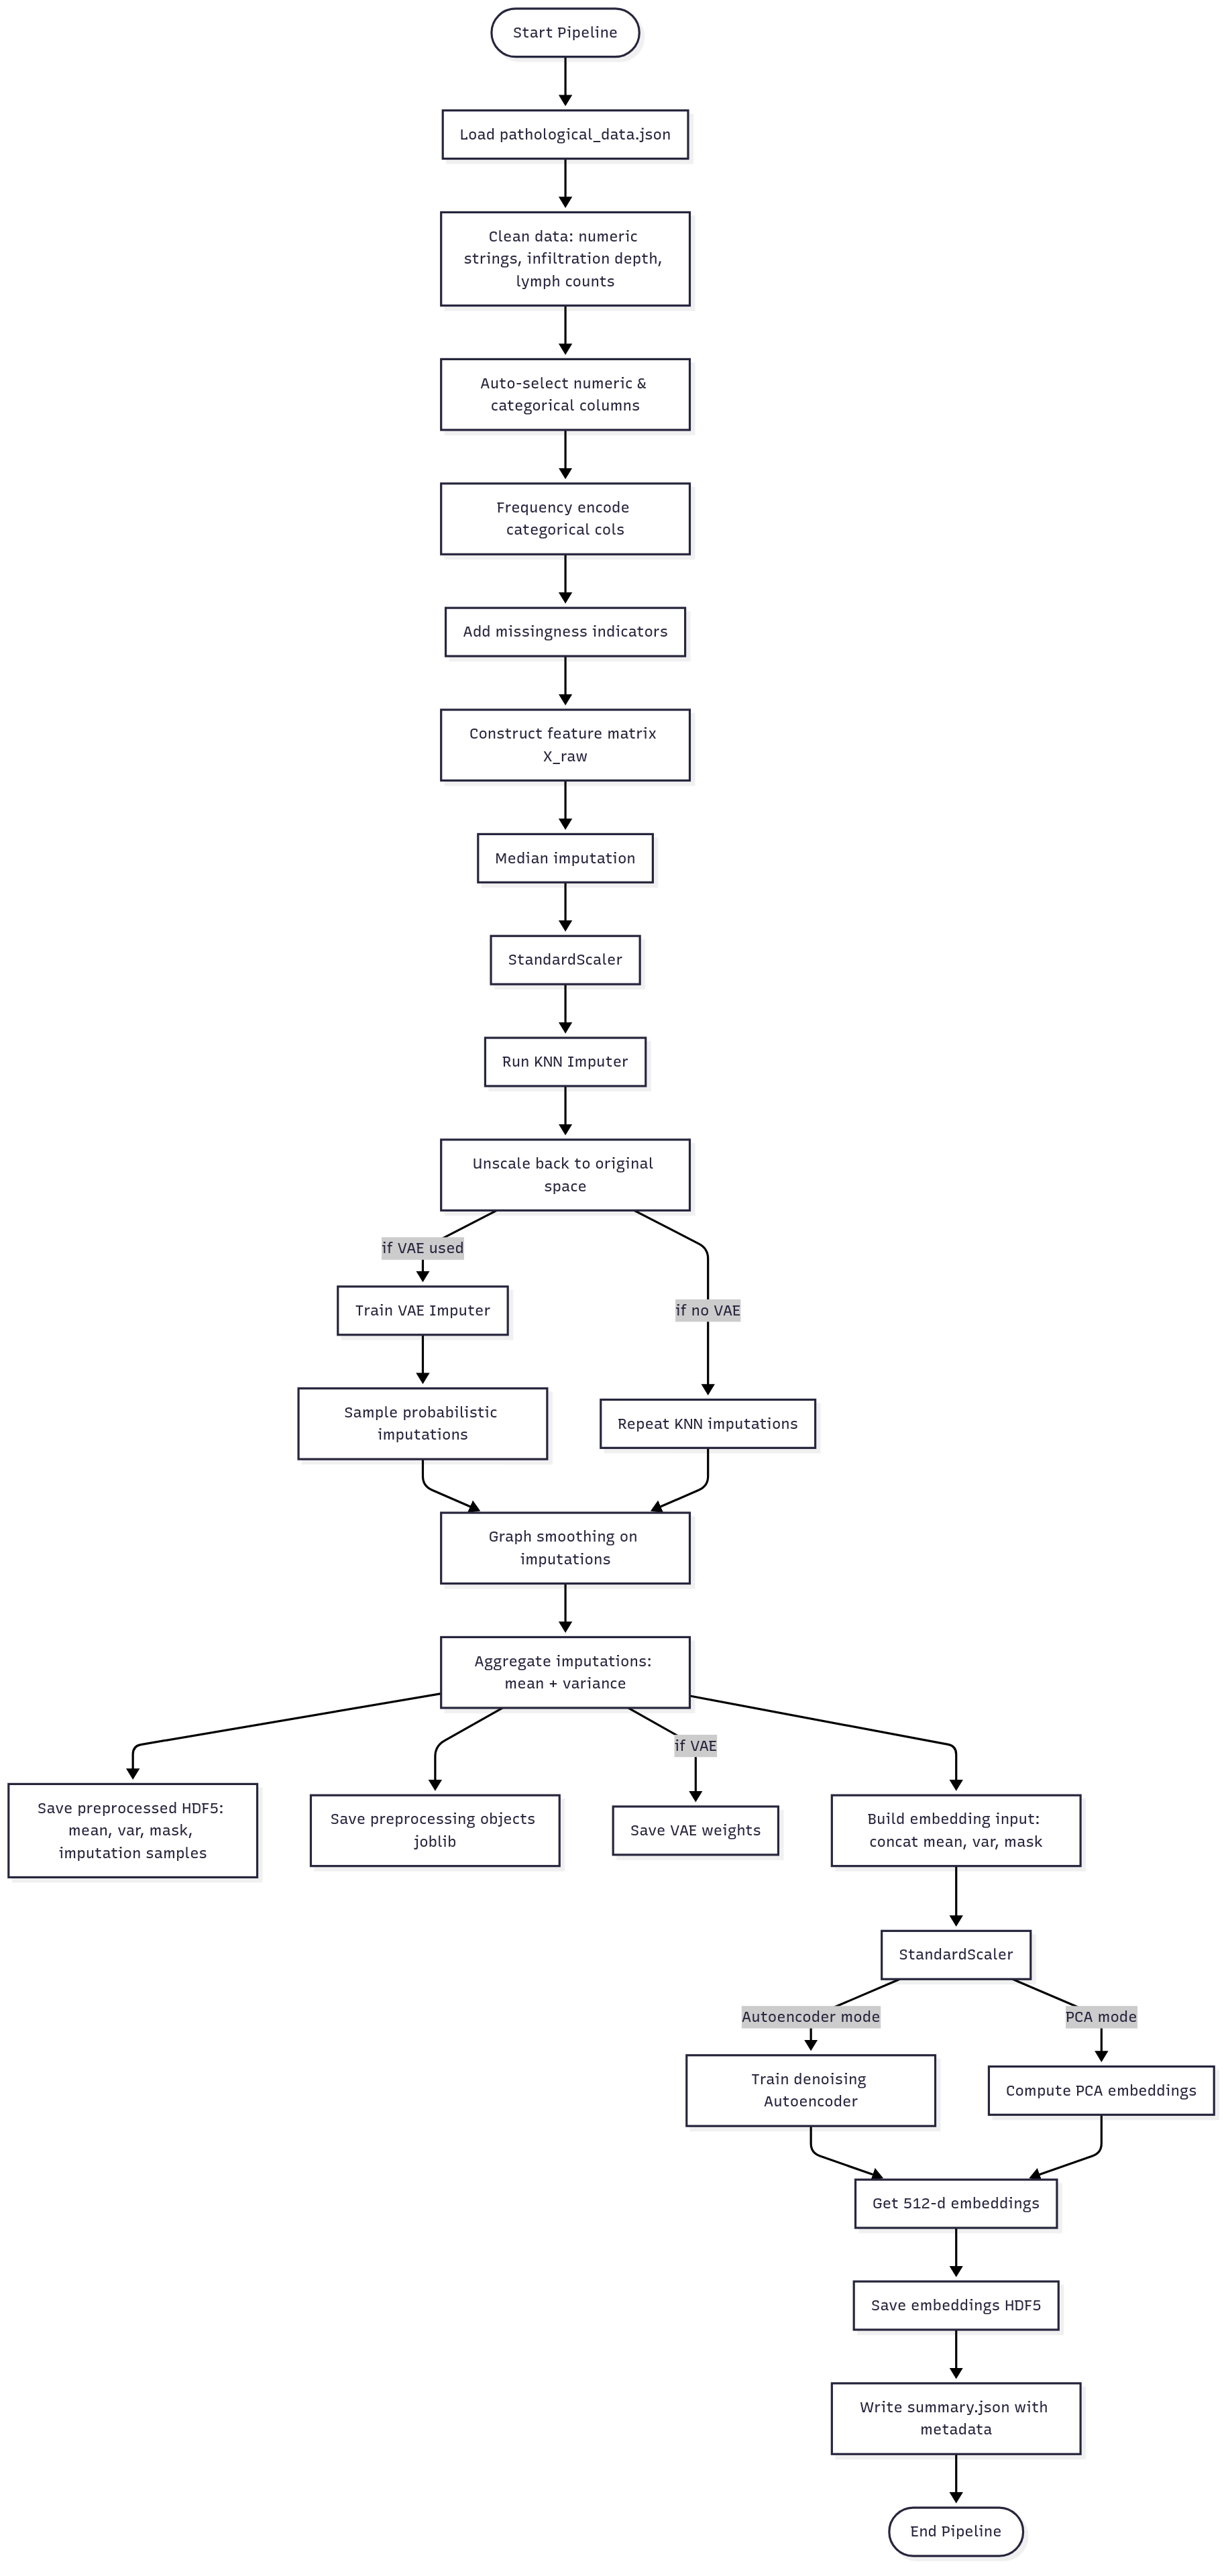 Start Pipeline
Load pathological_data.json
Clean data: numeric
strings, infiltration depth,
lymph counts
Auto-select numeric &
categorical columns
Frequency encode
categorical cols
Add missingness indicators
Construct feature matrix
X_raw
Median imputation
StandardScaler
Run KNN Imputer
Unscale back to original
space
if VAE used
if no VAE
Train VAE Imputer
Sample probabilistic
imputations
Repeat KNN imputations
Graph smoothing on
imputations
Aggregate imputations:
mean + variance
if VAE
Save preprocessed HDF5:
mean, var, mask,
imputation samples
Save preprocessing objects
joblib
Save VAE weights
Build embedding input:
concat mean, var, mask
StandardScaler
Autoencoder mode
PCA mode
Train denoising
Autoencoder
Compute PCA embeddings
Get 512-d embeddings
Save embeddings HDF5
Write summary.json with
metadata
End Pipeline